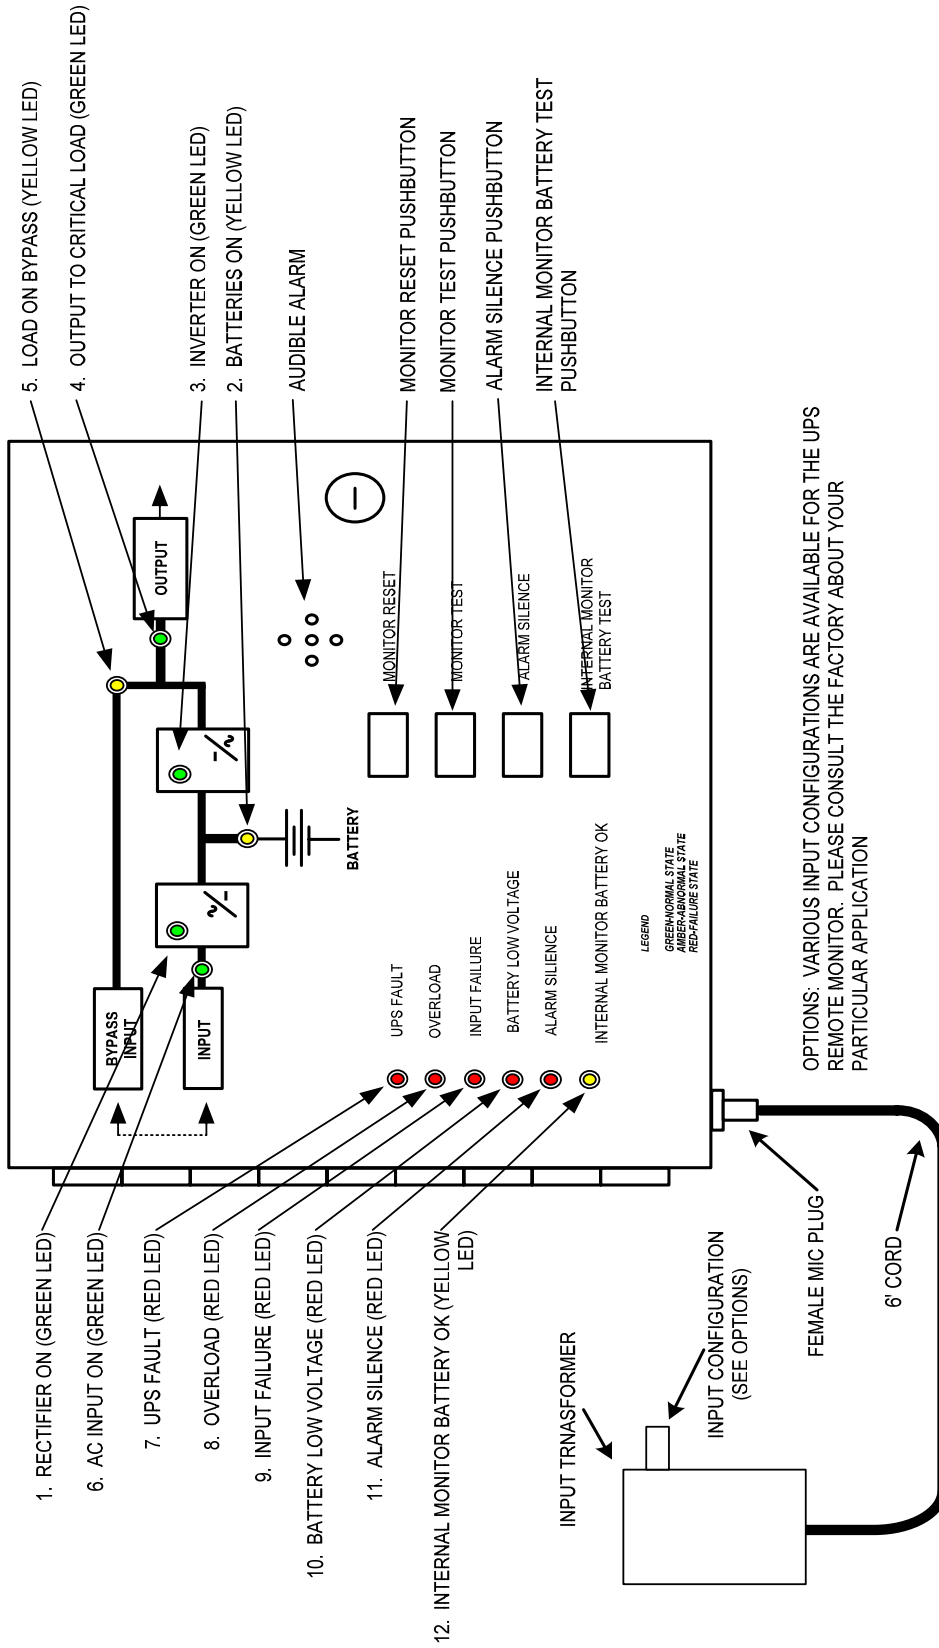 5. LOAD ON BYPASS (YELLOW LED)
4. OUTPUT TO CRITICAL LOAD (GREEN LED)
3. INVERTER ON (GREEN LED)
2. BATTERIES ON (YELLOW LED)
AUDIBLE ALARM
MONITOR RESET PUSHBUTTON
MONITOR TEST PUSHBUTTON
ALARM SILENCE PUSHBUTTON
INTERNAL MONITOR BATTERY TEST
PUSHBUTTON
BYPASS
INPUT
INPUT
OUTPUT
BATTERY
MONITOR RESET
MONITOR TEST
ALARM SILENCE
INTERNAL MONITOR
BATTERY TEST
UPS FAULT
OVERLOAD
INPUT FAILURE
BATTERY LOW VOLTAGE
ALARM SILIENCE
INTERNAL MONITOR BATTERY OK
LEGEND
GREEN-NORMAL STATE
AMBER-ABNORMAL STATE
RED-FAILURE STATE
1. RECTIFIER ON (GREEN LED)
6. AC INPUT ON (GREEN LED)
7. UPS FAULT (RED LED)
8. OVERLOAD (RED LED)
9. INPUT FAILURE (RED LED)
10. BATTERY LOW VOLTAGE (RED LED)
11. ALARM SILENCE (RED LED)
12. INTERNAL MONITOR BATTERY OK (YELLOW
LED)
INPUT TRNASFORMER
INPUT CONFIGURATION
(SEE OPTIONS)
FEMALE MIC PLUG
6' CORD
OPTIONS: VARIOUS INPUT CONFIGURATIONS ARE AVAILABLE FOR THE UPS
REMOTE MONITOR. PLEASE CONSULT THE FACTORY ABOUT YOUR
PARTICULAR APPLICATION